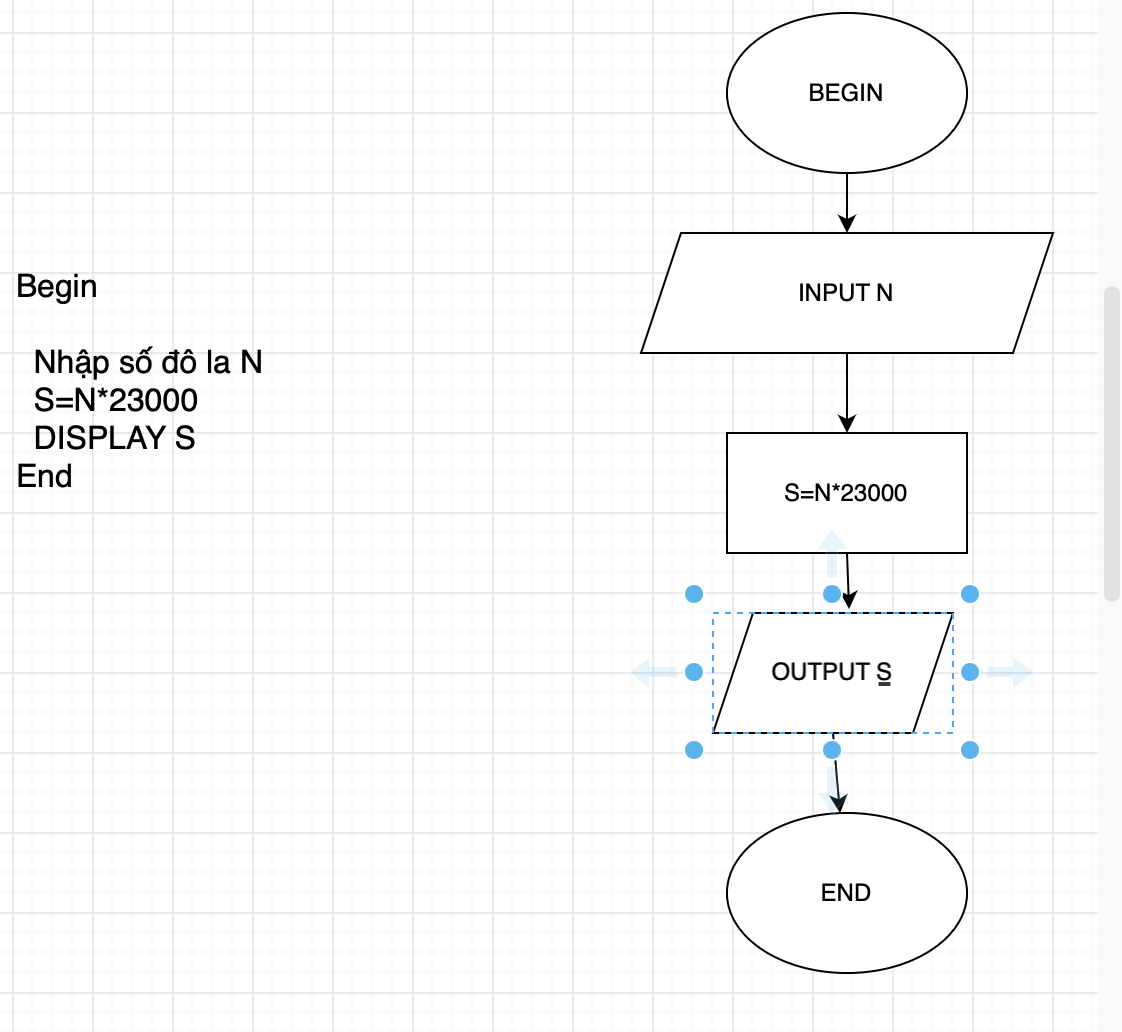 Begin
Nhập số đô la N
S=N*23000
DISPLAY S
End
BEGIN
INPUT N
S=N*23000
OUTPUT S
END